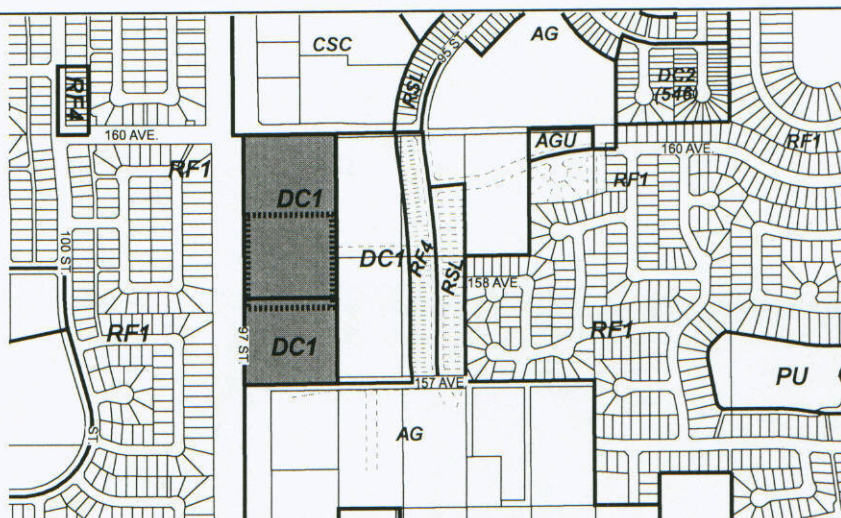 CSC
AG
RSL
95 ST.
DC2
(546)
RF4
160 AVE.
RF1
AGU
160 AVE.
RF1
RF1
DC1
DC1
RF4
RSL
100 ST.
158 AVE.
RF1
RF1
97 ST.
DC1
157 AVE.
PU
AG
ST.